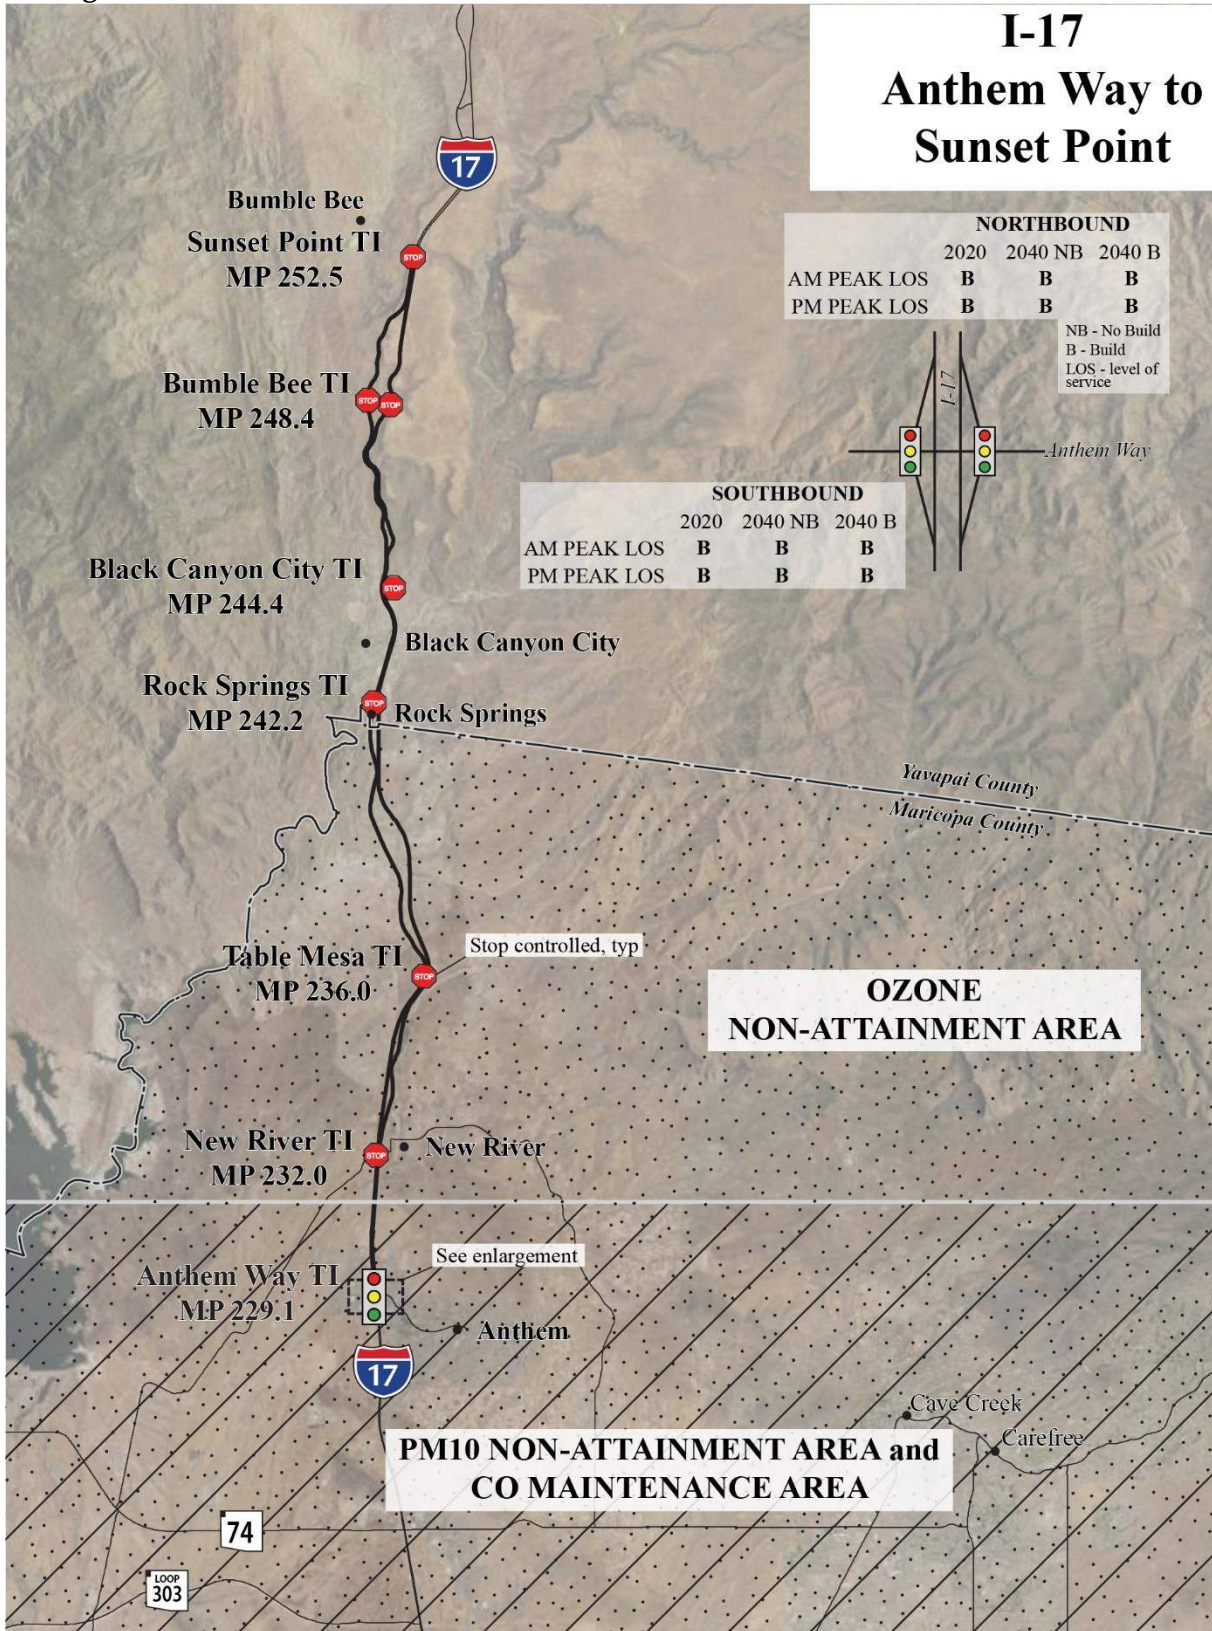 I-17
Anthem Way to
Sunset Point
17
Bumble Bee
Sunset Point TI
MP 252.5
STOP
NORTHBOUND
2020 2040 NB 2040 B
AM PEAK LOS B B B
PM PEAK LOS B B B
NB - No Build
B - Build
LOS - level of
service
I-17
Anthem Way
Bumble Bee TI
MP 248.4
STOP STOP
SOUTHBOUND
2020 2040 NB 2040 B
AM PEAK LOS B B B
PM PEAK LOS B B B
Black Canyon City TI
MP 244.4
STOP
Black Canyon City
Rock Springs TI
MP 242.2
STOP
Rock Springs
Yavapai County
Maricopa County
Table Mesa TI
MP 236.0
STOP
Stop controlled, typ
OZONE
NON-ATTAINMENT AREA
New River TI
MP 232.0
STOP
New River
See enlargement
Anthem Way TI
MP 229.1
Anthem
17
Cave Creek
Carefree
PM10 NON-ATTAINMENT AREA and
CO MAINTENANCE AREA
74
LOOP
303